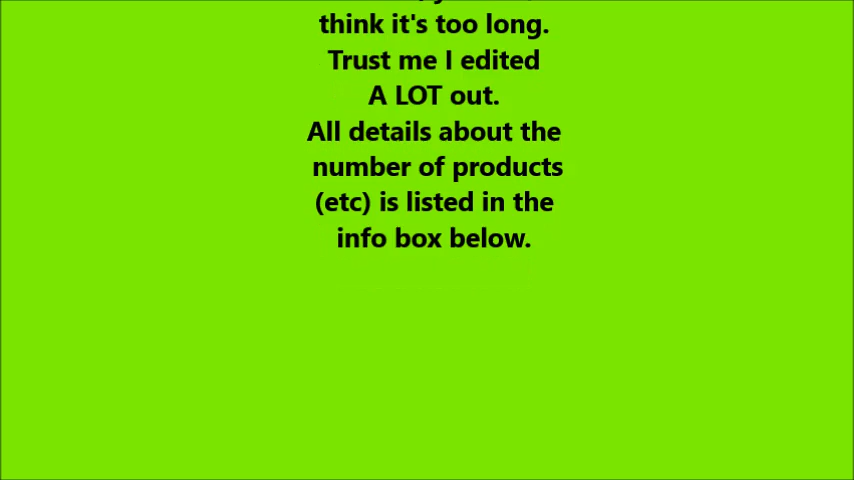 think it's too long.
Trust me I edited
A LOT out.
All details about the
number of products
(etc) is listed in the
info box below.